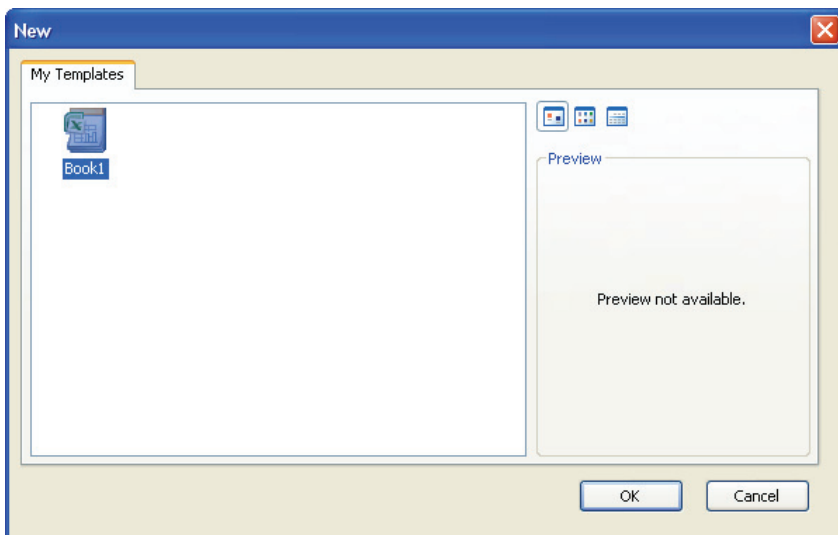 New
My Templates
Book1
Preview
Preview not available.
OK
Cancel